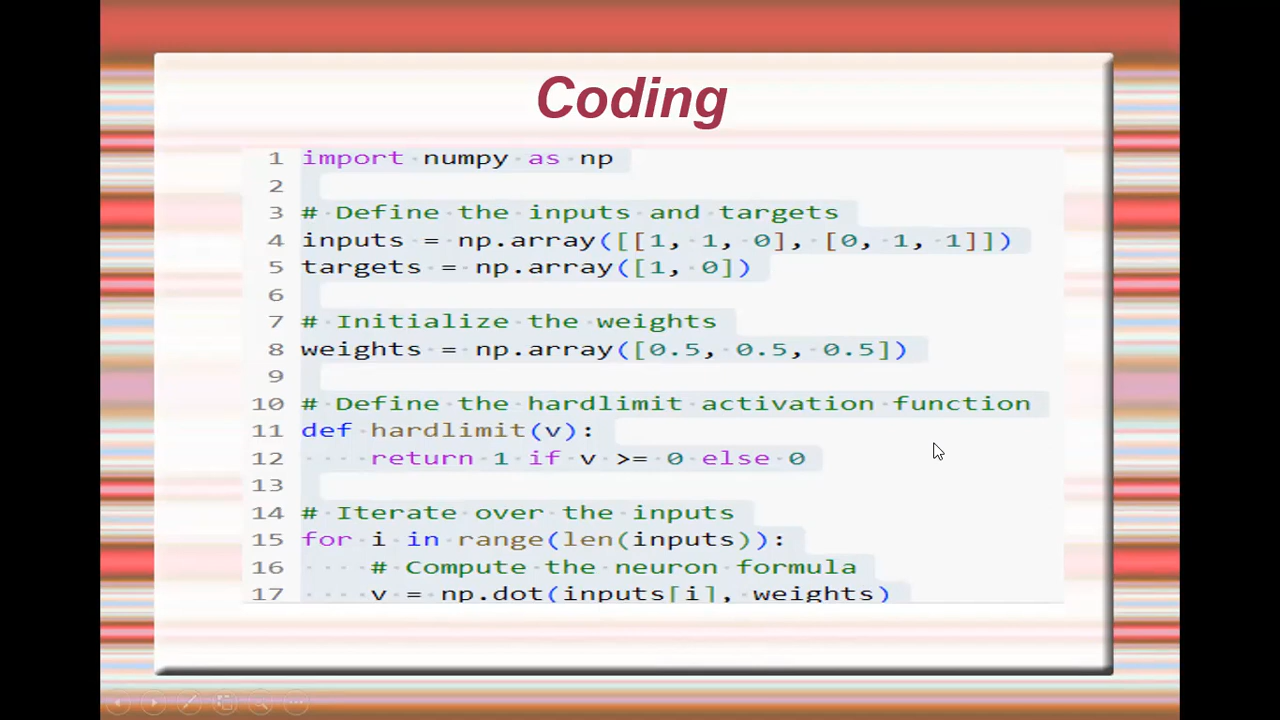 Coding
1 import numpy as np
2
3 # Define the inputs and targets
4 inputs = np.array([[1, 1, 0], [0, 1, 1]])
5 targets = np.array([1, 0])
6
7 # Initialize the weights
8 weights = np.array([0.5, 0.5, 0.5])
9
10 # Define the hardlimit activation function
11 def hardlimit(v):
12     return 1 if v >= 0 else 0
13
14 # Iterate over the inputs
15 for i in range(len(inputs)):
16     # Compute the neuron formula
17     v = np.dot(inputs[i], weights)